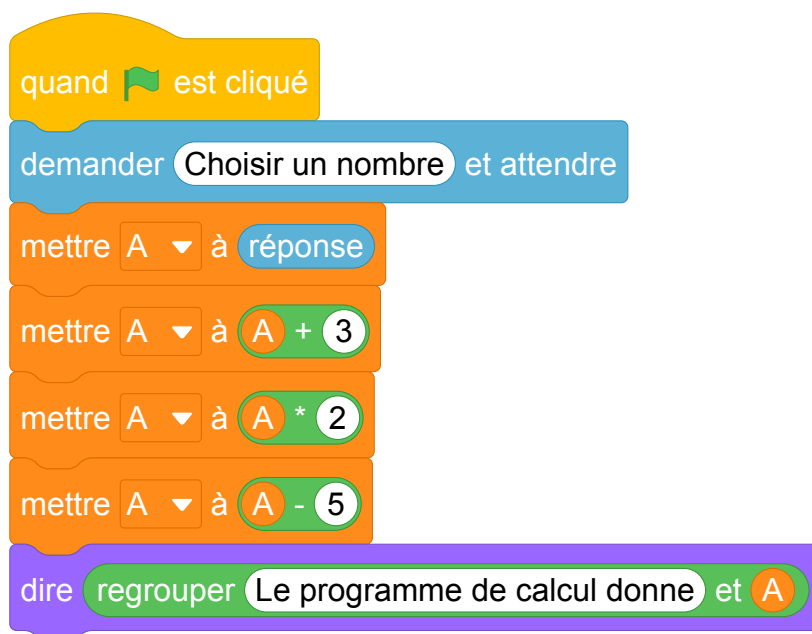 quand est cliqué
demander Choisir un nombre et attendre
mettre A à réponse
mettre A à A + 3
mettre A à A * 2
mettre A à A - 5
dire regrouper Le programme de calcul donne et A